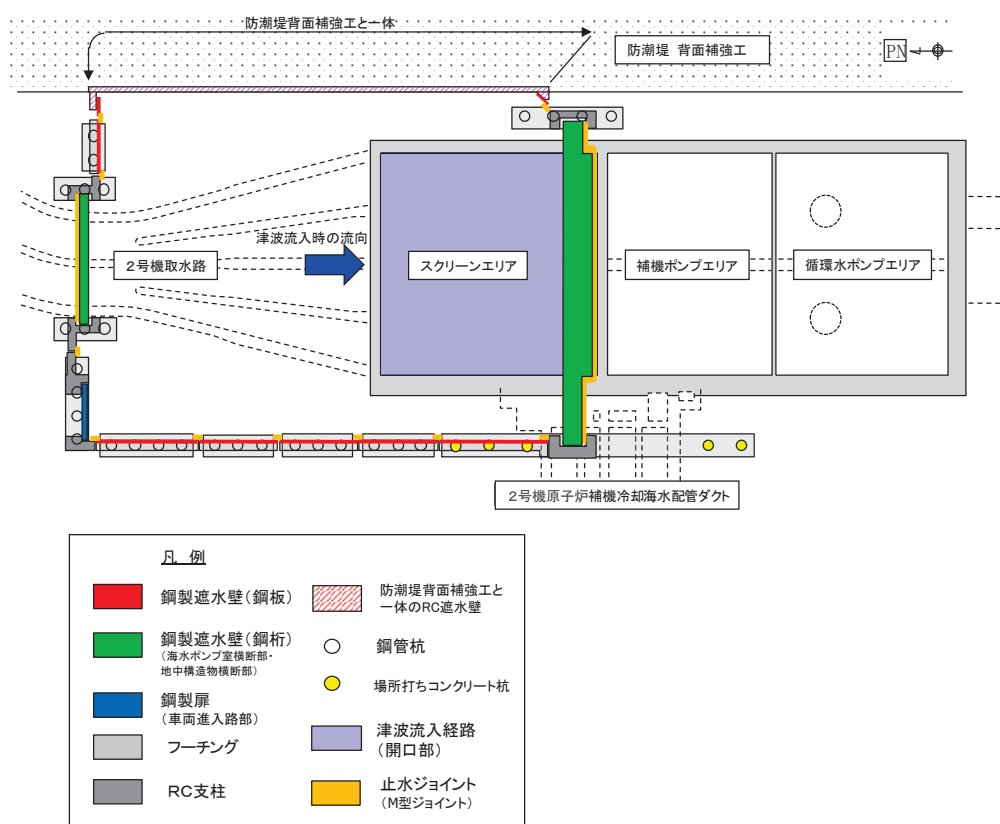 防潮堤背面補強工と一体
防潮堤 背面補強工
PN
津波流入時の流向
2号機取水路
スクリーンエリア
補機ポンプエリア
循環水ポンプエリア
2号機原子炉補機冷却海水配管ダクト
凡 例
鋼製遮水壁(鋼板)
鋼製遮水壁(鋼桁)
(海水ポンプ室横断部・
地中構造物横断部)
鋼製扉
(車両進入路部)
フーチング
RC支柱
防潮堤背面補強工と
一体のRC遮水壁
鋼管杭
場所打ちコンクリート杭
津波流入経路
(開口部)
止水ジョイント
(M型ジョイント)